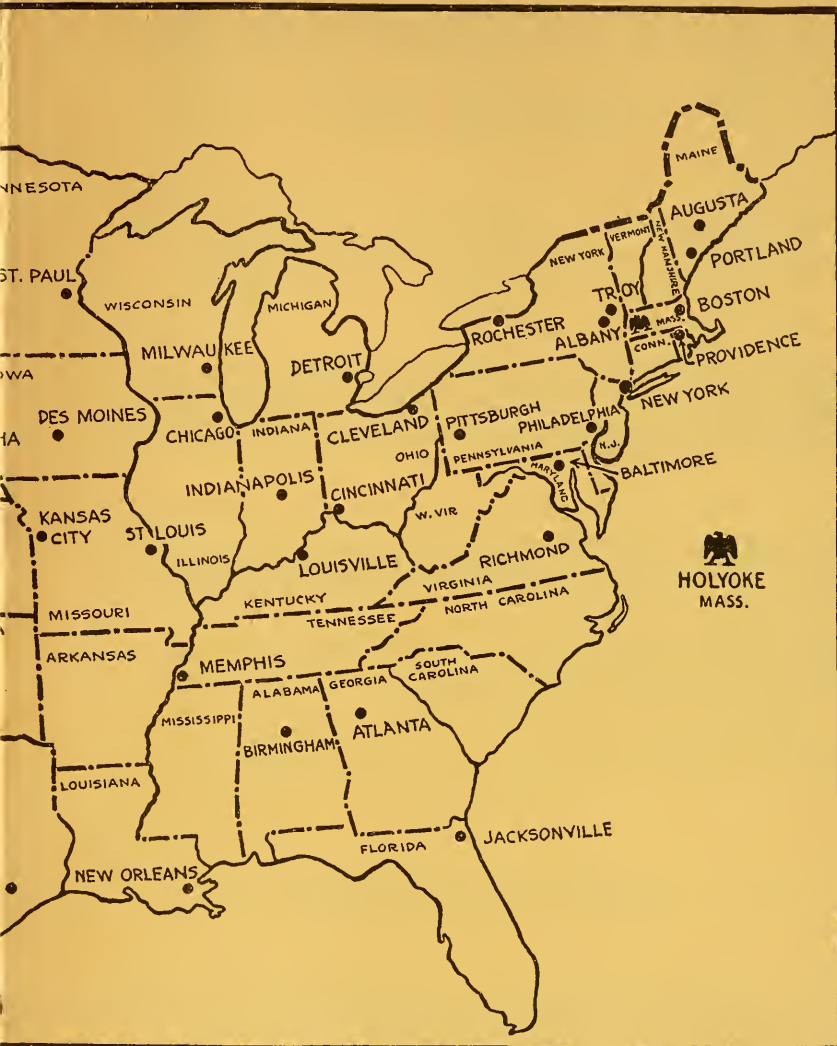 MAINE
NNESOTA
AUGUSTA
VERMONT
NEW HAMPSHIRE
NEW YORK
PORTLAND
ST. PAUL
TROY
BOSTON
WISCONSIN
MICHIGAN
MASS.
ROCHESTER
ALBANY
CONN.
PROVIDENCE
MILWAUKEE
DETROIT
OWA
NEW YORK
DES MOINES
CHICAGO
INDIANA
CLEVELAND
PITTSBURGH
PHILADELPHIA
HA
OHIO
PENNSYLVANIA
N.J.
MARYLAND
BALTIMORE
INDIANAPOLIS
CINCINNATI
W. VIR
KANSAS
CITY
ST LOUIS
ILLINOIS
LOUISVILLE
RICHMOND
VIRGINIA
HOLYOKE
MASS.
KENTUCKY
NORTH CAROLINA
MISSOURI
TENNESSEE
ARKANSAS
MEMPHIS
SOUTH
CAROLINA
ALABAMA
GEORGIA
MISSISSIPPI
ATLANTA
BIRMINGHAM
LOUISIANA
JACKSONVILLE
FLORIDA
NEW ORLEANS